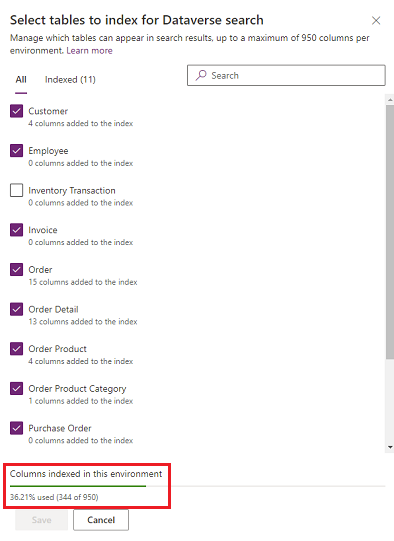 Select tables to index for Dataverse search
Manage which tables can appear in search results, up to a maximum of 950 columns per
environment. Learn more
All Indexed (11) Search
Customer
4 columns added to the index
Employee
0 columns added to the index
Inventory Transaction
0 columns added to the index
Invoice
0 columns added to the index
Order
15 columns added to the index
Order Detail
13 columns added to the index
Order Product
4 columns added to the index
Order Product Category
1 columns added to the index
Purchase Order
0 columns added to the index
Columns indexed in this environment
36.21% used (344 of 950)
Save Cancel